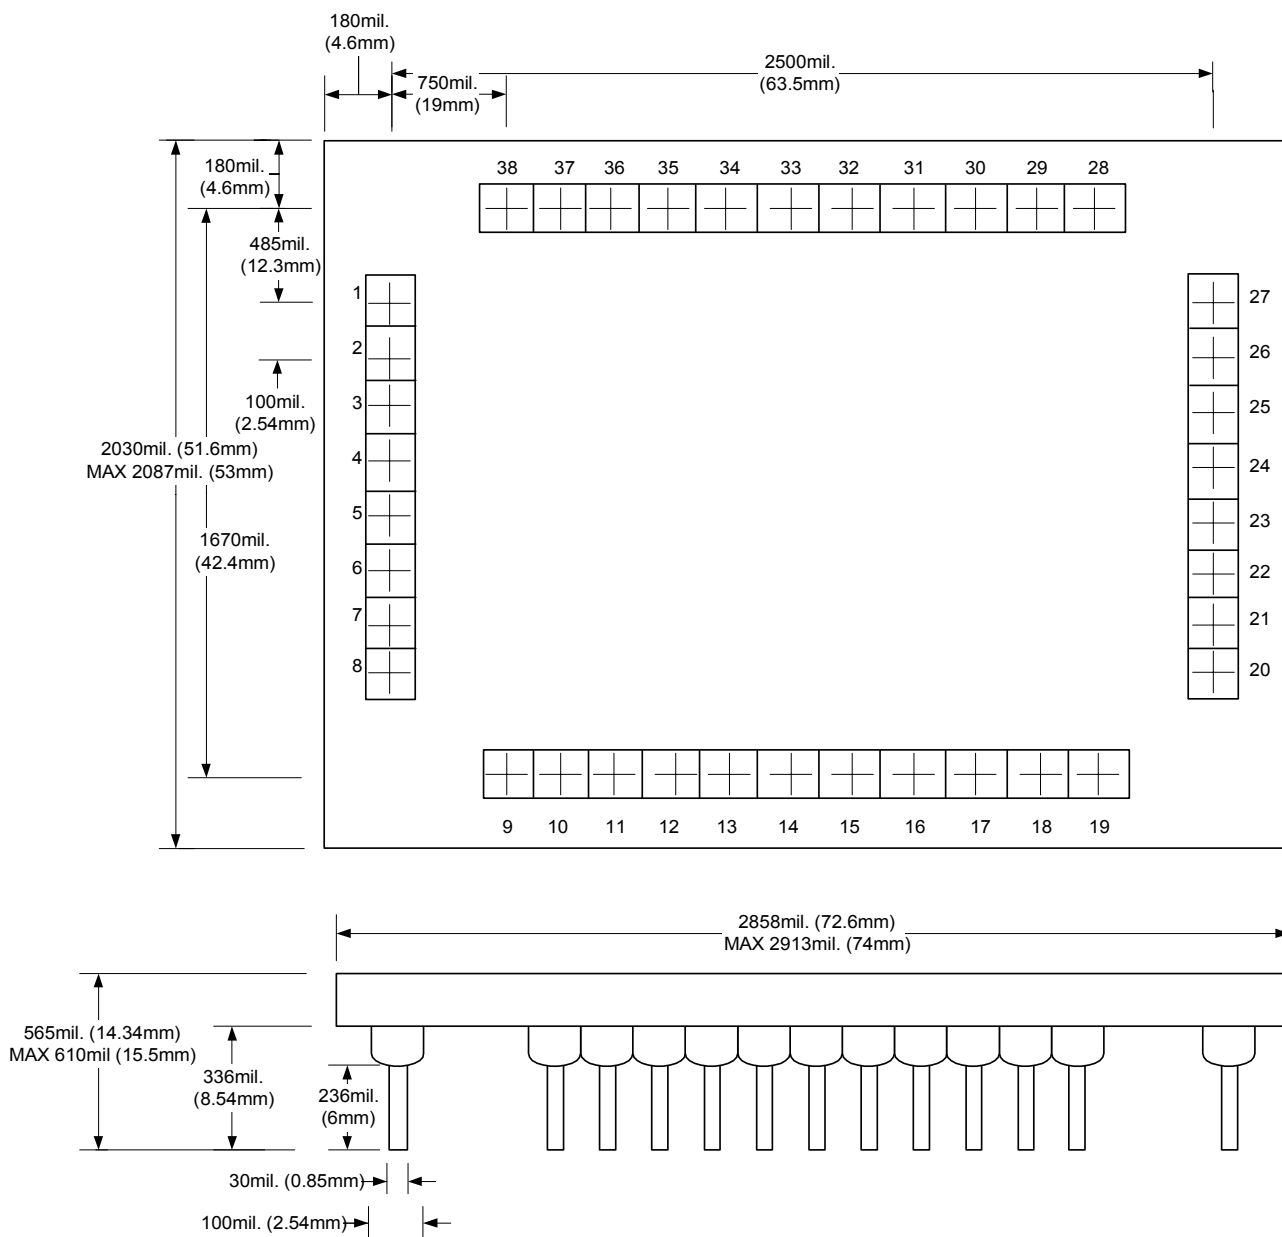 180mil.
(4.6mm)
750mil.
(19mm)
2500mil.
(63.5mm)
180mil.
(4.6mm)
38 37 36 35 34 33 32 31 30 29 28
485mil.
(12.3mm)
1
2
3
4
5
6
7
8
27
26
25
24
23
22
21
20
100mil.
(2.54mm)
2030mil. (51.6mm)
MAX 2087mil. (53mm)
1670mil.
(42.4mm)
9 10 11 12 13 14 15 16 17 18 19
2858mil. (72.6mm)
MAX 2913mil. (74mm)
565mil. (14.34mm)
MAX 610mil (15.5mm)
336mil.
(8.54mm)
236mil.
(6mm)
30mil. (0.85mm)
100mil. (2.54mm)